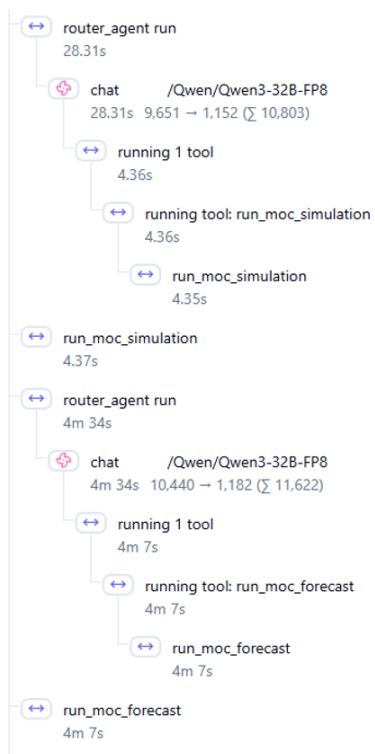 router_agent run
28.31s
chat /Qwen/Qwen3-32B-FP8
28.31s 9,651 → 1,152 (∑ 10,803)
running 1 tool
4.36s
running tool: run_moc_simulation
4.36s
run_moc_simulation
4.35s
run_moc_simulation
4.37s
router_agent run
4m 34s
chat /Qwen/Qwen3-32B-FP8
4m 34s 10,440 → 1,182 (∑ 11,622)
running 1 tool
4m 7s
running tool: run_moc_forecast
4m 7s
run_moc_forecast
4m 7s
run_moc_forecast
4m 7s